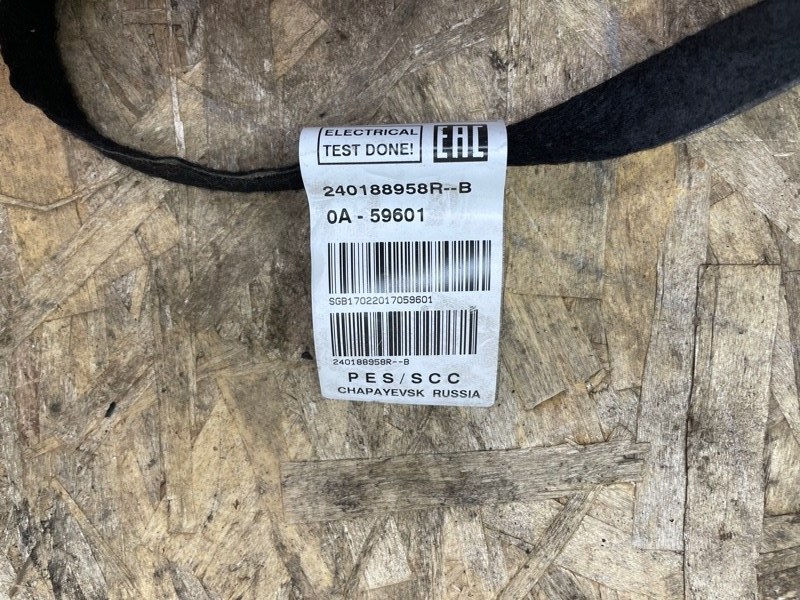 ELECTRICAL
TEST DONE!
EAC
240188958R--B
0A - 59601
SGB17022017059601
240188958R--B
PES/SCC
CHAPAYEVSK RUSSIA